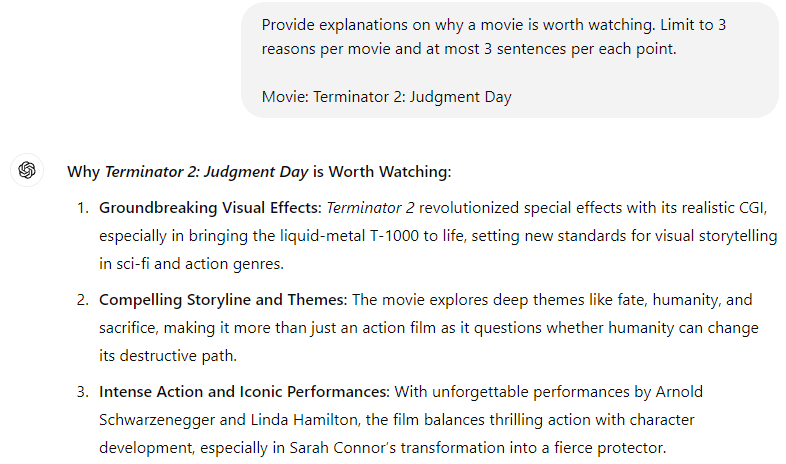 Provide explanations on why a movie is worth watching. Limit to 3
reasons per movie and at most 3 sentences per each point.
Movie: Terminator 2: Judgment Day
Why Terminator 2: Judgment Day is Worth Watching:
1. Groundbreaking Visual Effects: Terminator 2 revolutionized special effects with its realistic CGI,
especially in bringing the liquid-metal T-1000 to life, setting new standards for visual storytelling
in sci-fi and action genres.
2. Compelling Storyline and Themes: The movie explores deep themes like fate, humanity, and
sacrifice, making it more than just an action film as it questions whether humanity can change
its destructive path.
3. Intense Action and Iconic Performances: With unforgettable performances by Arnold
Schwarzenegger and Linda Hamilton, the film balances thrilling action with character
development, especially in Sarah Connor's transformation into a fierce protector.